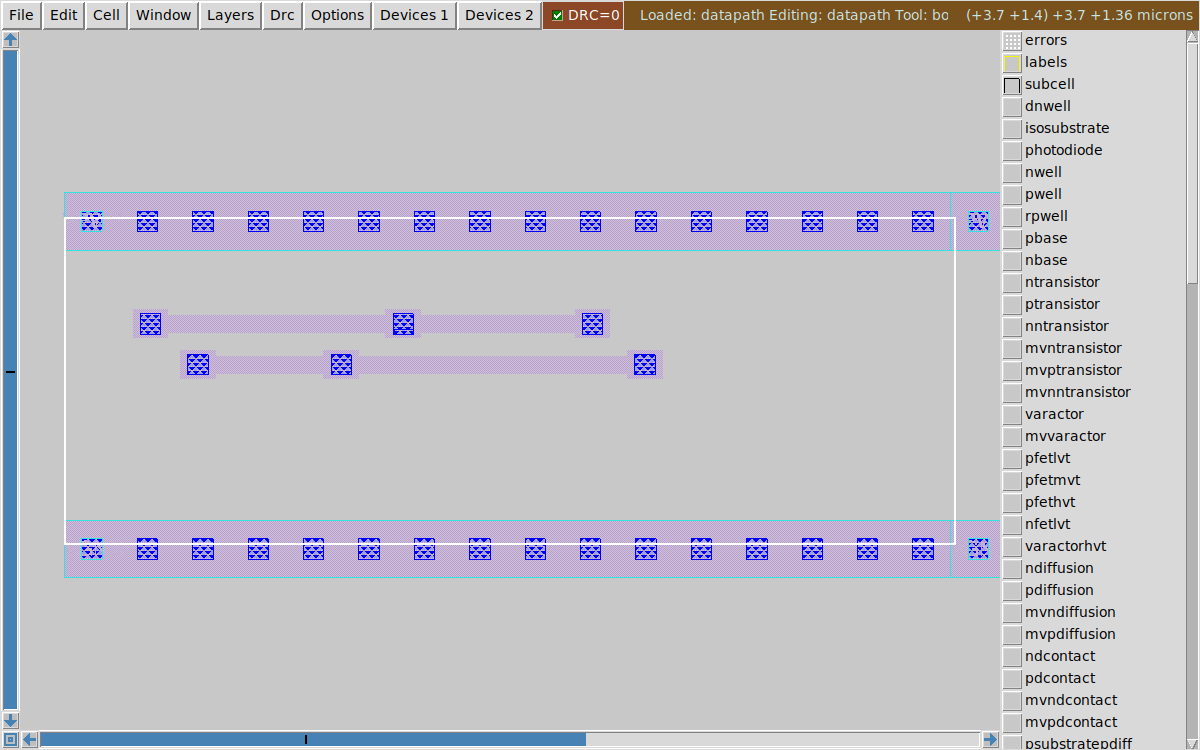 File Edit Cell Window Layers Drc Options Devices 1 Devices 2 DRC=0 Loaded: datapath Editing: datapath Tool: bo (+3.7 +1.4) +3.7 +1.36 microns
errors
labels
subcell
dnwell
isosubstrate
photodiode
nwell
pwell
rpwell
pbase
nbase
ntransistor
ptransistor
nntransistor
mvntransistor
mvptransistor
mvnntransistor
varactor
mvvaractor
pfetlvt
pfetmvt
pfethvt
nfetlvt
varactorhvt
ndiffusion
pdiffusion
mvndiffusion
mvpdiffusion
ndcontact
pdcontact
mvndcontact
mvpdcontact
psubstratepdiff